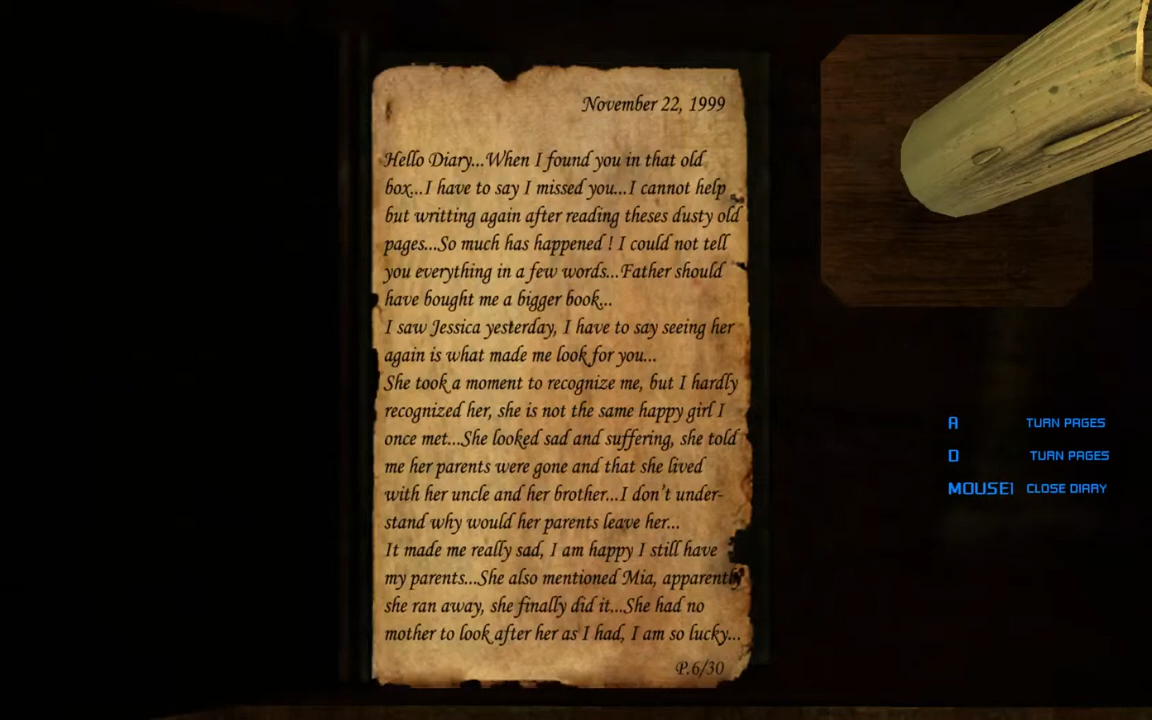 November 22, 1999
Hello Diary...When I found you in that old
box...I have to say I missed you...I cannot help
but writting again after reading theses dusty old
pages...So much has happened ! I could not tell
you everything in a few words...Father should
have bought me a bigger book...
I saw Jessica yesterday, I have to say seeing her
again is what made me look for you...
She took a moment to recognize me, but I hardly
recognized her, she is not the same happy girl I
once met...She looked sad and suffering, she told
me her parents were gone and that she lived
with her uncle and her brother...I don't under-
stand why would her parents leave her...
It made me really sad, I am happy I still have
my parents...She also mentioned Mia, apparently
she ran away, she finally did it...She had no
mother to look after her as I had, I am so lucky...
P.6/30
A TURN PAGES
D TURN PAGES
MOUSE1 CLOSE DIARY